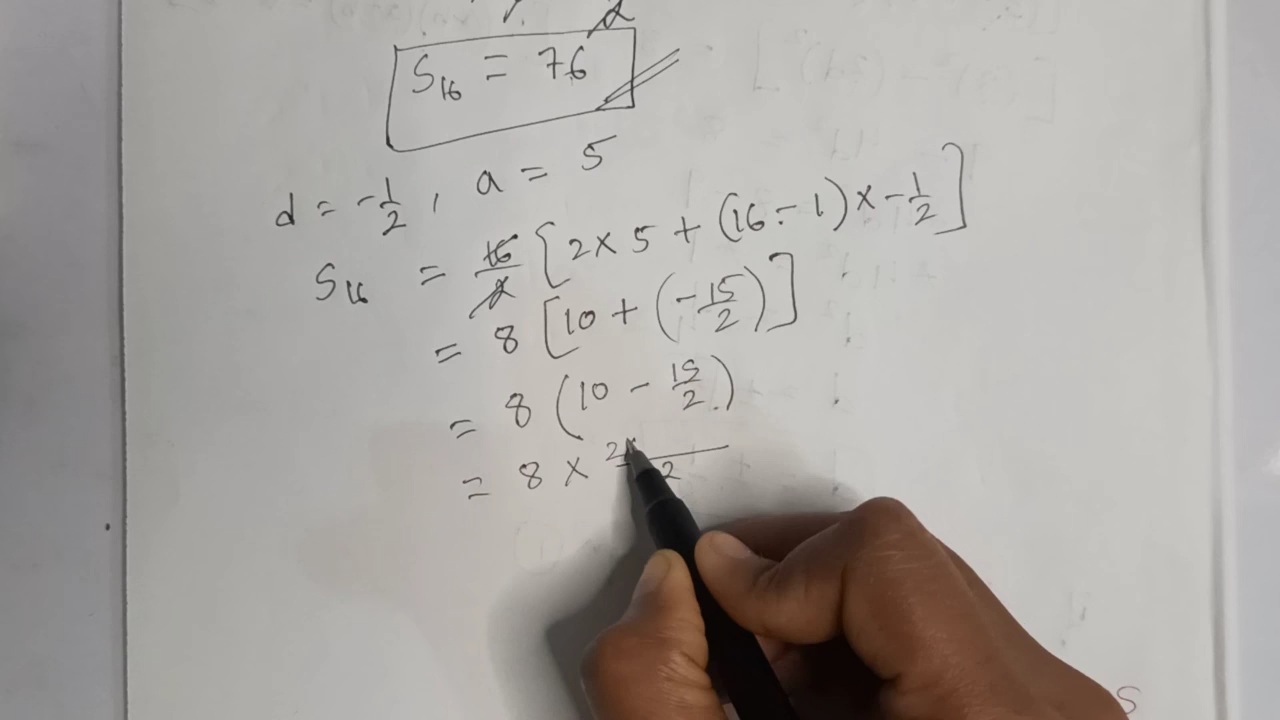 S₁₆ = 76
d = -1/2 , a = 5
S₁₆ = 16/2 [2 × 5 + (16 - 1) × -1/2]
= 8 [10 + (-15/2)]
= 8 (10 - 15/2)
= 8 × 2 / 2
S